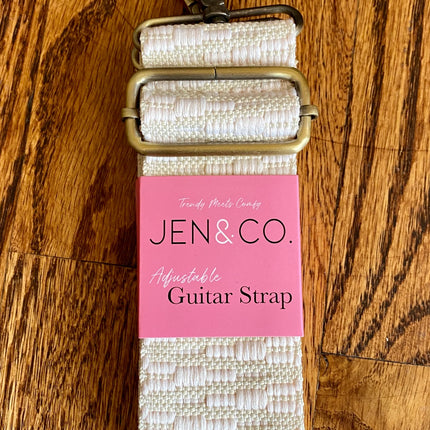 Trendy Meets Comfy
JEN&CO.
Adjustable
Guitar Strap